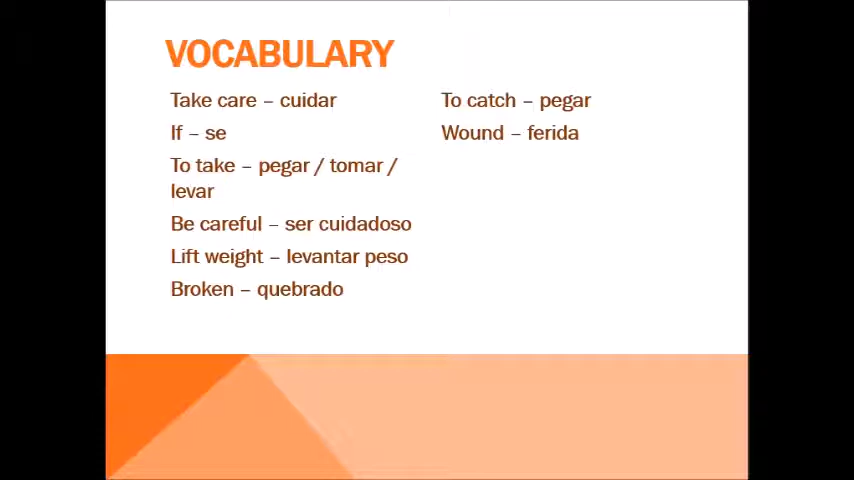 VOCABULARY
Take care – cuidar
If – se
To take – pegar / tomar /
levar
Be careful – ser cuidadoso
Lift weight – levantar peso
Broken – quebrado
To catch – pegar
Wound – ferida